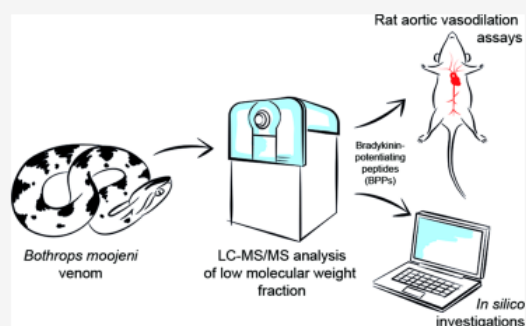 Rat aortic vasodilation
assays
Bradykinin-
potentiating
peptides
(BPPs)
Bothrops moojeni
venom
LC-MS/MS analysis
of low molecular weight
fraction
In silico
investigations